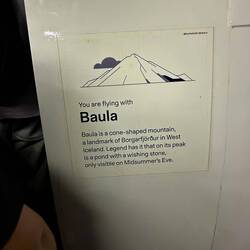 You are flying with
Baula
Baula is a cone-shaped mountain,
a landmark of Borgarfjörður in West
Iceland. Legend has it that on its peak
is a pond with a wishing stone,
only visible on Midsummer's Eve.